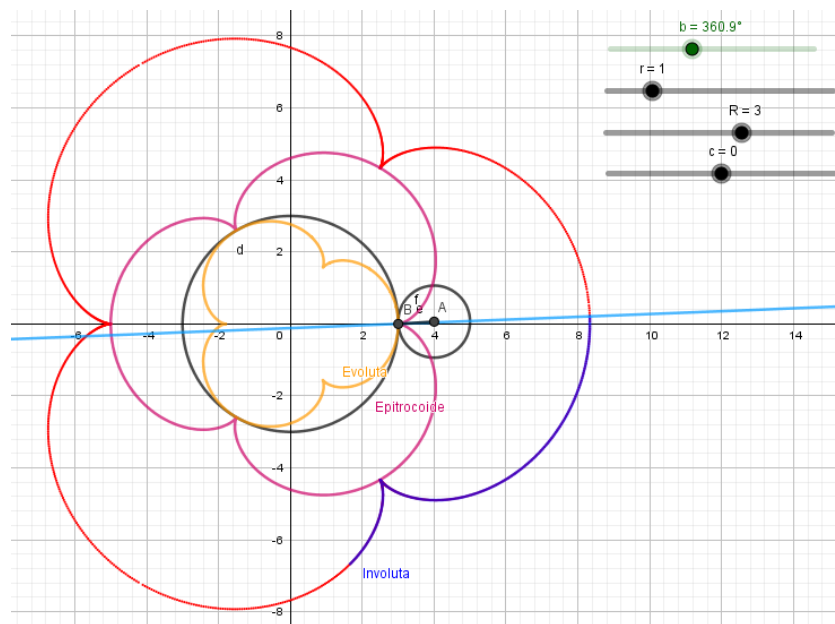 b = 360.9°
r = 1
R = 3
c = 0
8
6
4
2
d
f
B e A
-6 -4 -2 2 4 6 8 10 12 14
Evoluta
-2
Epitrocoide
-4
-6
Involuta
-8